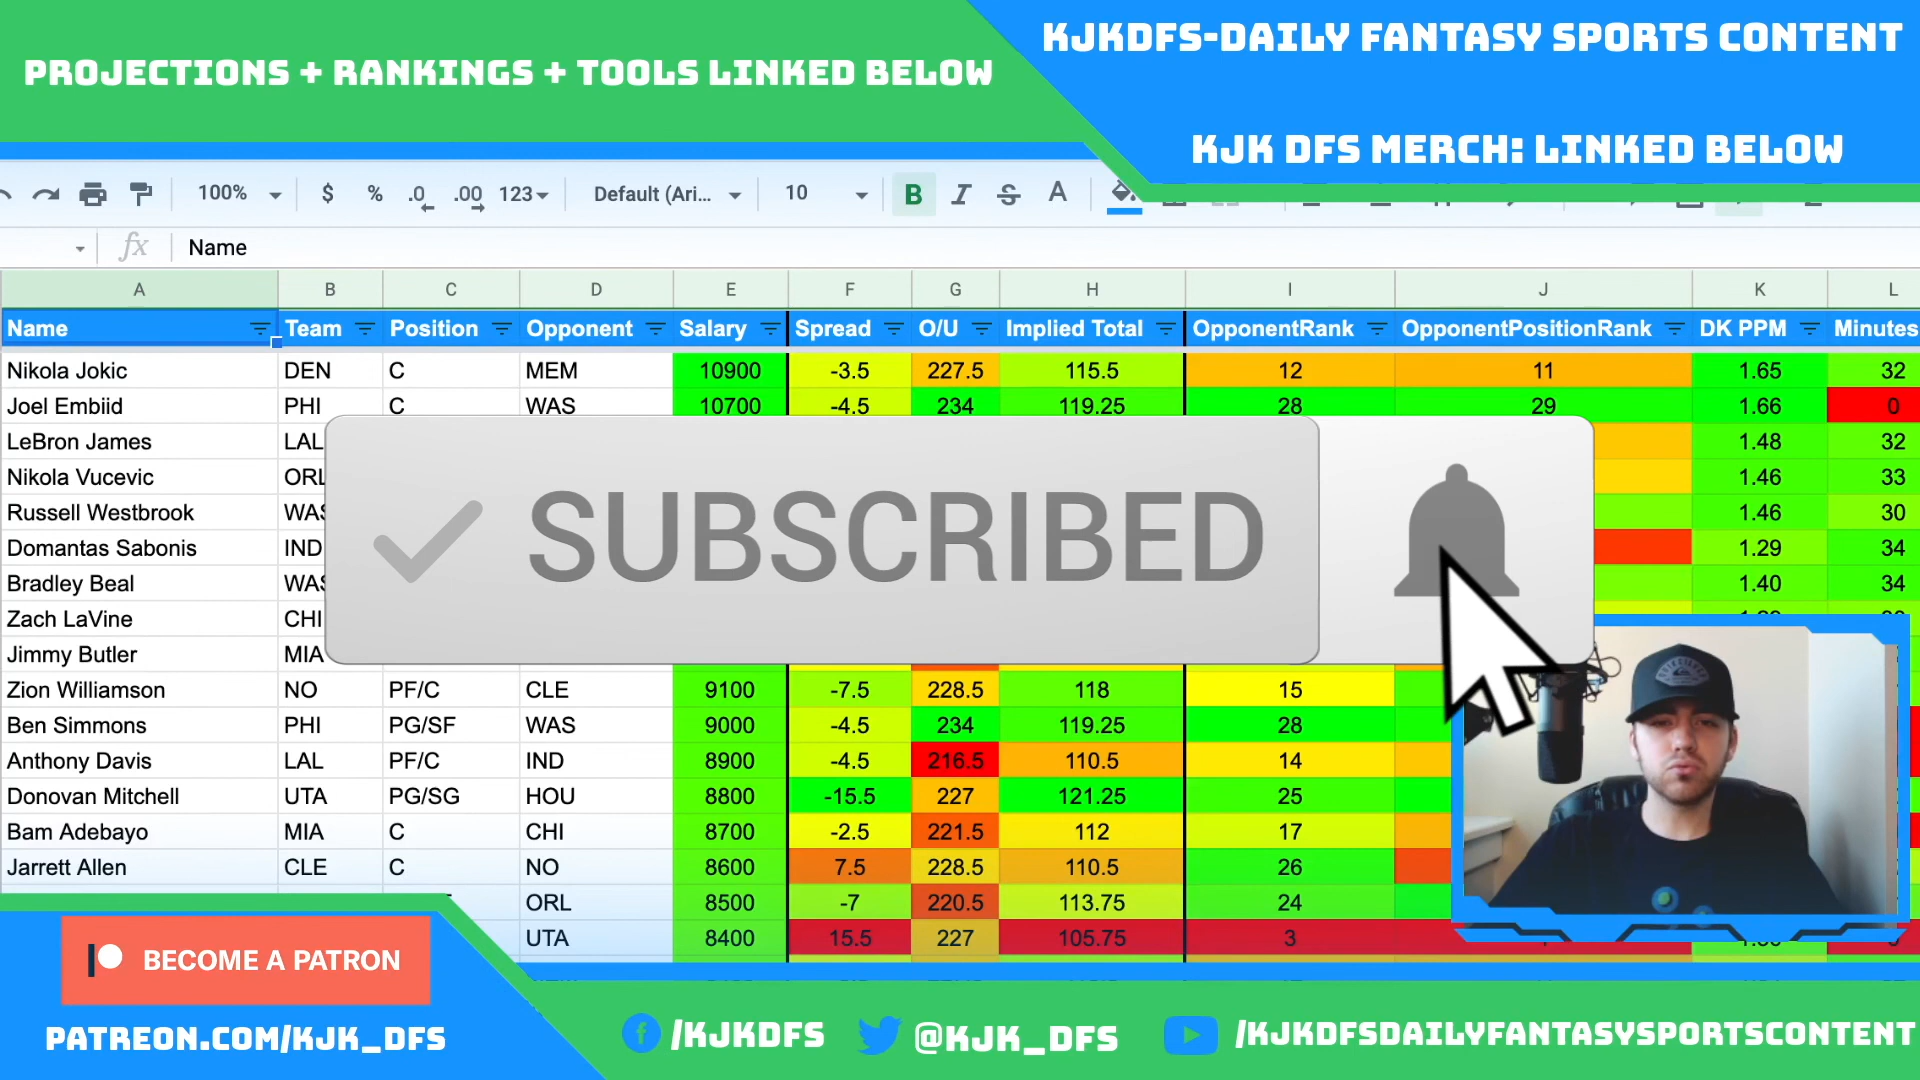 PROJECTIONS + RANKINGS + TOOLS LINKED BELOW
KJKDFS-DAILY FANTASY SPORTS CONTENT
KJK DFS MERCH: LINKED BELOW
100% $ % .0 .00 123 Default (Ari... 10 B I S A
fx Name
A B C D E F G H I J K L
Name Team Position Opponent Salary Spread O/U Implied Total OpponentRank OpponentPositionRank DK PPM Minutes
Nikola Jokic DEN C MEM 10900 -3.5 227.5 115.5 12 11 1.65 32
Joel Embiid PHI C WAS 10700 -4.5 234 119.25 28 29 1.66 0
LeBron James LAL 1.48 32
Nikola Vucevic ORL 1.46 33
Russell Westbrook WAS 1.46 30
Domantas Sabonis IND 1.29 34
Bradley Beal WAS 1.40 34
Zach LaVine CHI
Jimmy Butler MIA
Zion Williamson NO PF/C CLE 9100 -7.5 228.5 118 15
Ben Simmons PHI PG/SF WAS 9000 -4.5 234 119.25 28
Anthony Davis LAL PF/C IND 8900 -4.5 216.5 110.5 14
Donovan Mitchell UTA PG/SG HOU 8800 -15.5 227 121.25 25
Bam Adebayo MIA C CHI 8700 -2.5 221.5 112 17
Jarrett Allen CLE C NO 8600 7.5 228.5 110.5 26
ORL 8500 -7 220.5 113.75 24
UTA 8400 15.5 227 105.75 3
SUBSCRIBED
BECOME A PATRON
PATREON.COM/KJK_DFS
/KJKDFS
@KJK_DFS
/KJKDFSDAILYFANTASYSPORTSCONTENT